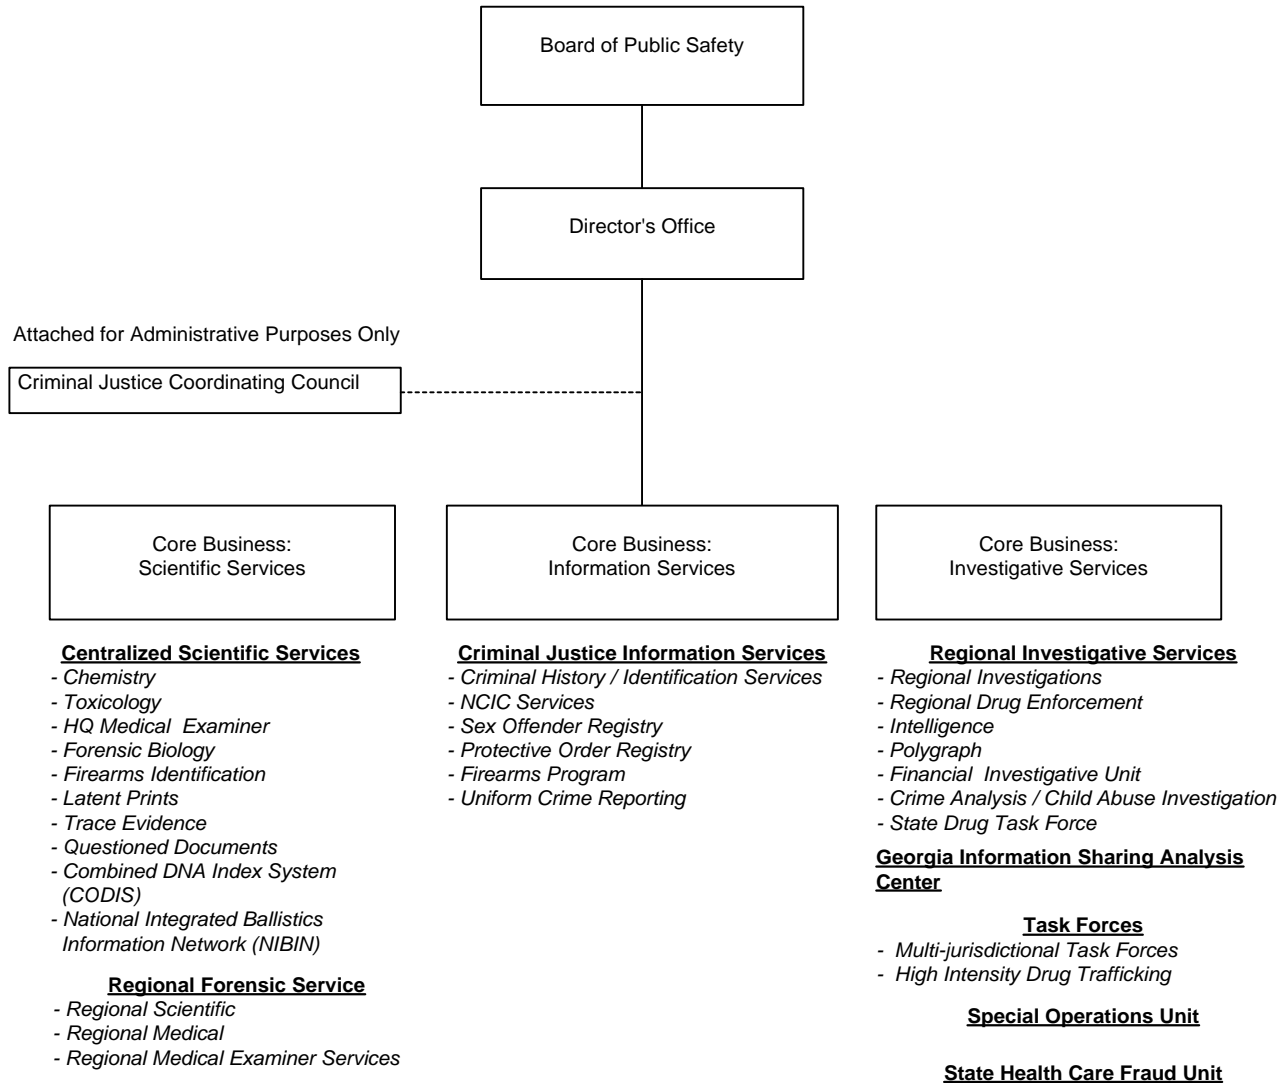 Board of Public Safety
Director's Office
Attached for Administrative Purposes Only
Criminal Justice Coordinating Council
Core Business:
Scientific Services
Centralized Scientific Services
- Chemistry
- Toxicology
- HQ Medical  Examiner
- Forensic Biology
- Firearms Identification
- Latent Prints
- Trace Evidence
- Questioned Documents
- Combined DNA Index System
(CODIS)
- National Integrated Ballistics
Information Network (NIBIN)
Regional Forensic Service
- Regional Scientific
- Regional Medical
- Regional Medical Examiner Services
Core Business:
Information Services
Criminal Justice Information Services
- Criminal History / Identification Services
- NCIC Services
- Sex Offender Registry
- Protective Order Registry
- Firearms Program
- Uniform Crime Reporting
Core Business:
Investigative Services
Regional Investigative Services
- Regional Investigations
- Regional Drug Enforcement
- Intelligence
- Polygraph
- Financial  Investigative Unit
- Crime Analysis / Child Abuse Investigation
- State Drug Task Force
Georgia Information Sharing Analysis
Center
Task Forces
- Multi-jurisdictional Task Forces
- High Intensity Drug Trafficking
Special Operations Unit
State Health Care Fraud Unit